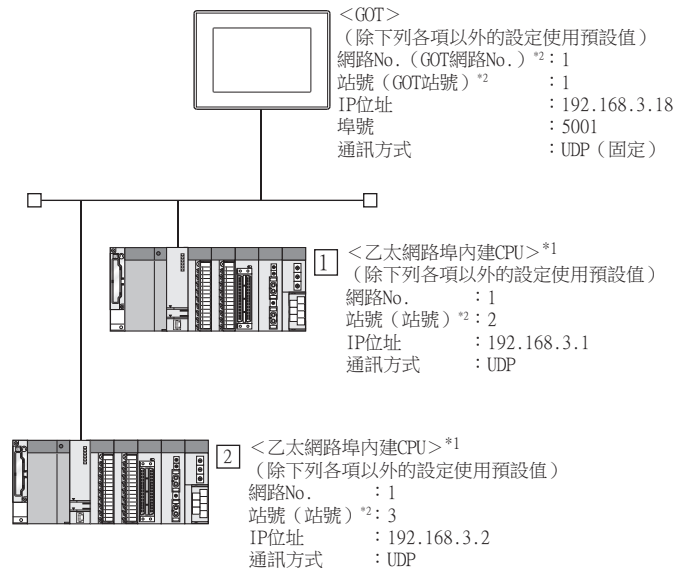 ＜GOT＞
（除下列各項以外的設定使用預設值）
網路No.（GOT網路No.）*2：1
站號（GOT站號）*2：1
IP位址：192.168.3.18
埠號：5001
通訊方式：UDP（固定）
1 ＜乙太網路埠內建CPU＞*1
（除下列各項以外的設定使用預設值）
網路No.：1
站號（站號）*2：2
IP位址：192.168.3.1
通訊方式：UDP
2 ＜乙太網路埠內建CPU＞*1
（除下列各項以外的設定使用預設值）
網路No.：1
站號（站號）*2：3
IP位址：192.168.3.2
通訊方式：UDP